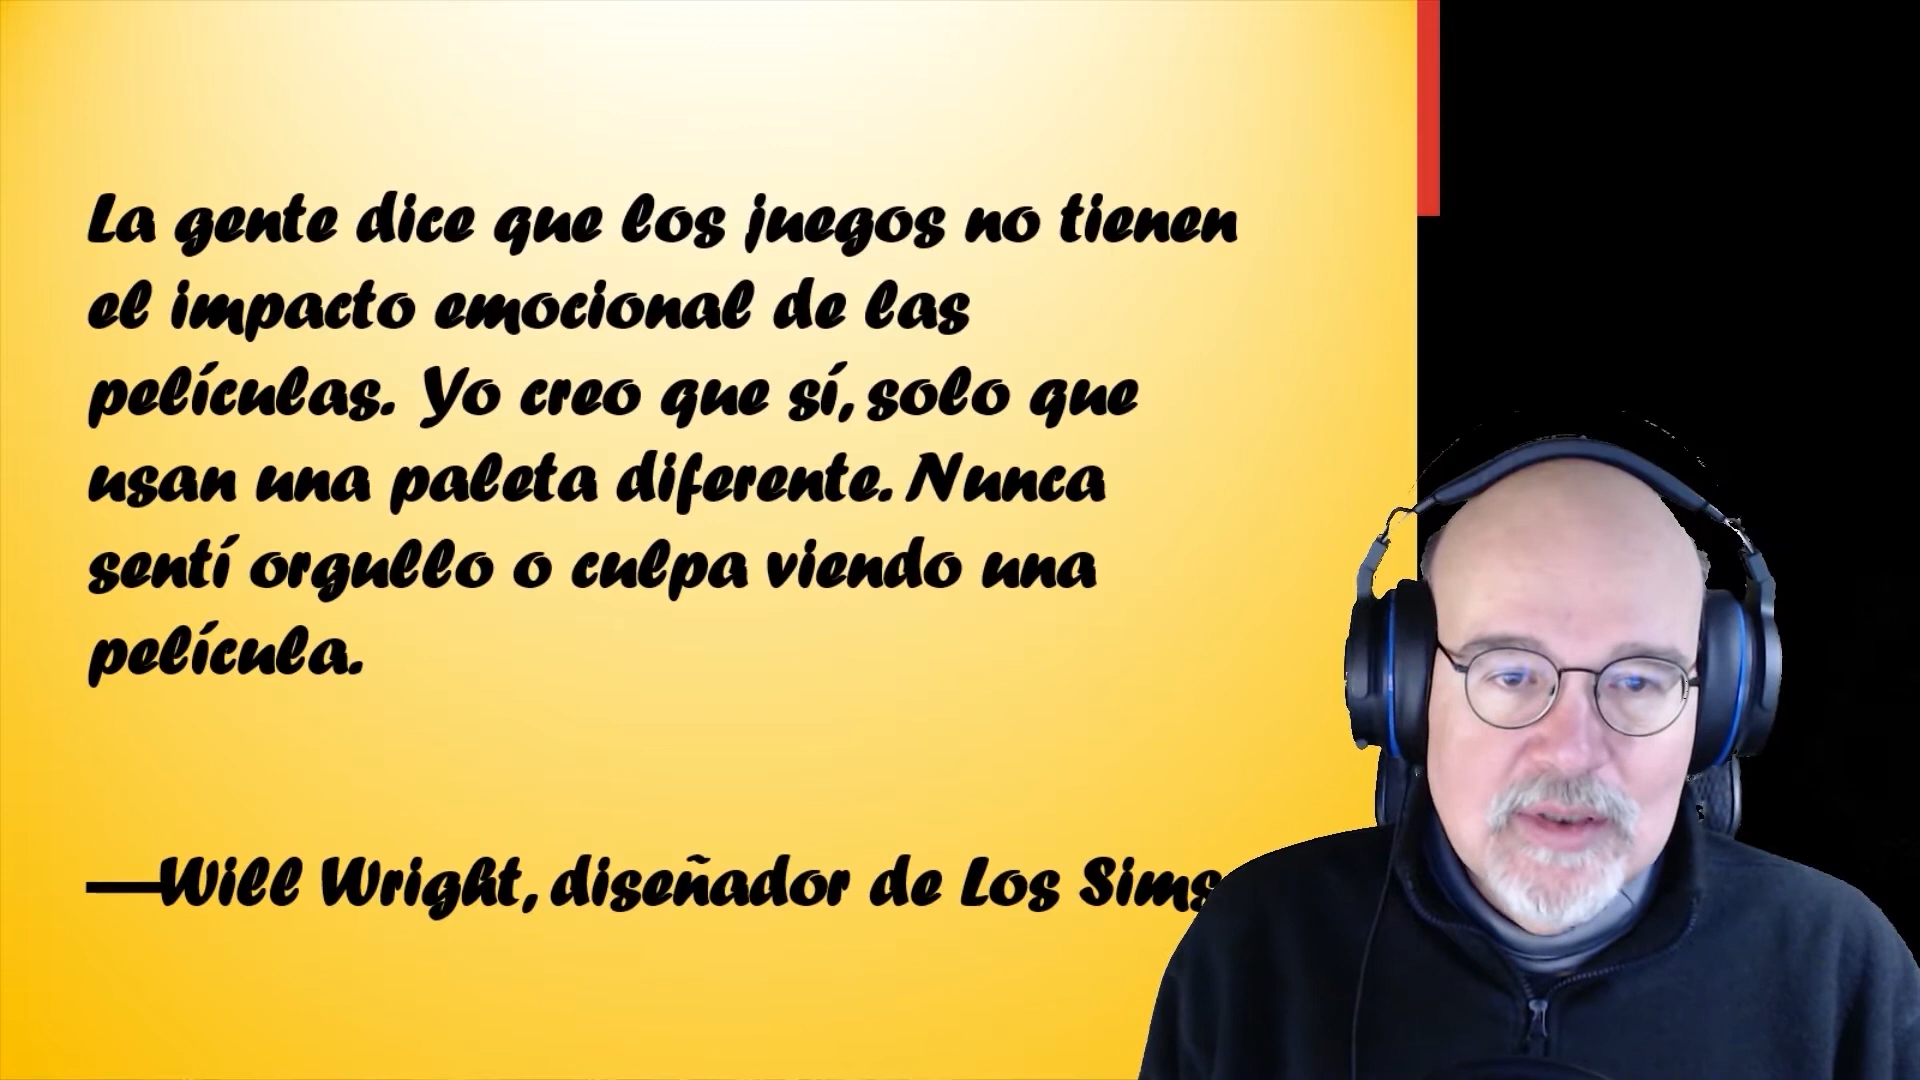 La gente dice que los juegos no tienen
el impacto emocional de las
películas. Yo creo que sí, solo que
usan una paleta diferente. Nunca
sentí orgullo o culpa viendo una
película.
—Will Wright, diseñador de Los Sims